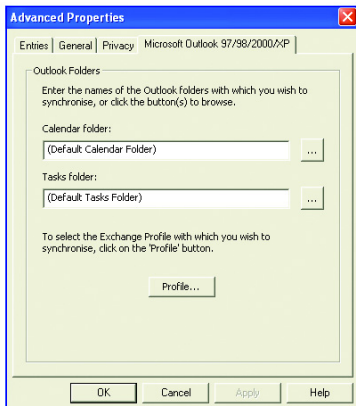 Advanced Properties
Entries General Privacy Microsoft Outlook 97/98/2000/XP
Outlook Folders
Enter the names of the Outlook folders with which you wish to
synchronise, or click the button(s) to browse.
Calendar folder:
(Default Calendar Folder) ...
Tasks folder:
(Default Tasks Folder) ...
To select the Exchange Profile with which you wish to
synchronise, click on the 'Profile' button.
Profile...
OK Cancel Apply Help